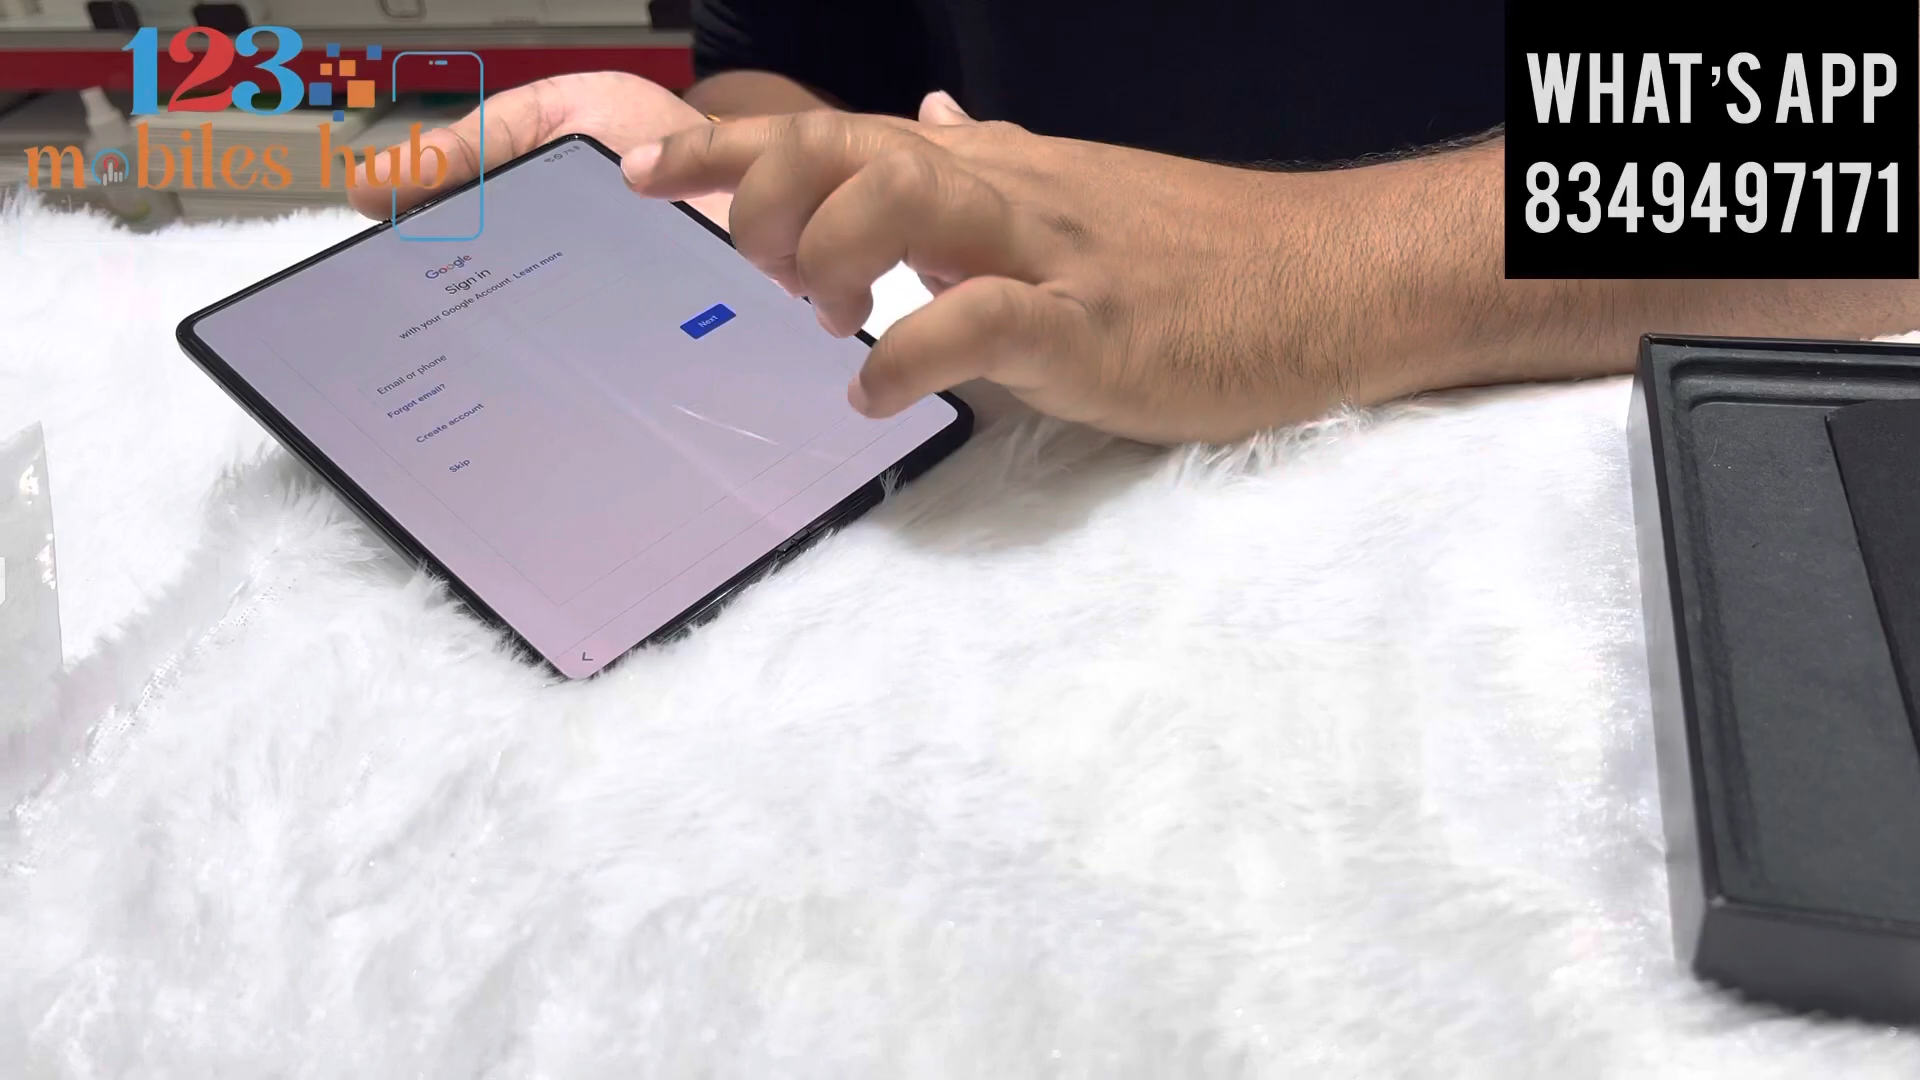 123
mobiles hub
WHAT'S APP
8349497171
Google
Sign in
with your Google Account. Learn more
Email or phone
Forgot email?
Create account
Skip
Next